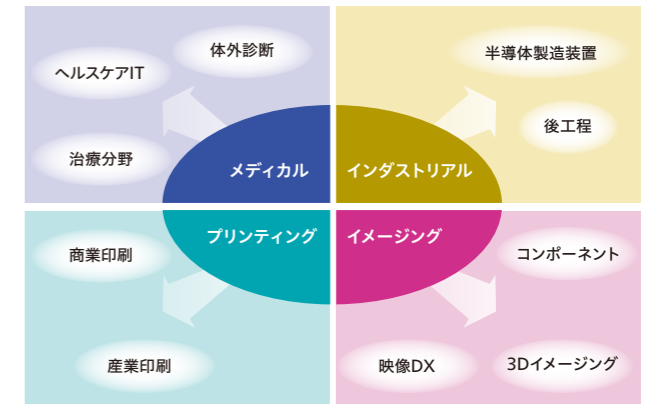 体外診断
ヘルスケアIT
治療分野
メディカル
半導体製造装置
後工程
インダストリアル
プリンティング
商業印刷
産業印刷
イメージング
コンポーネント
映像DX
3Dイメージング